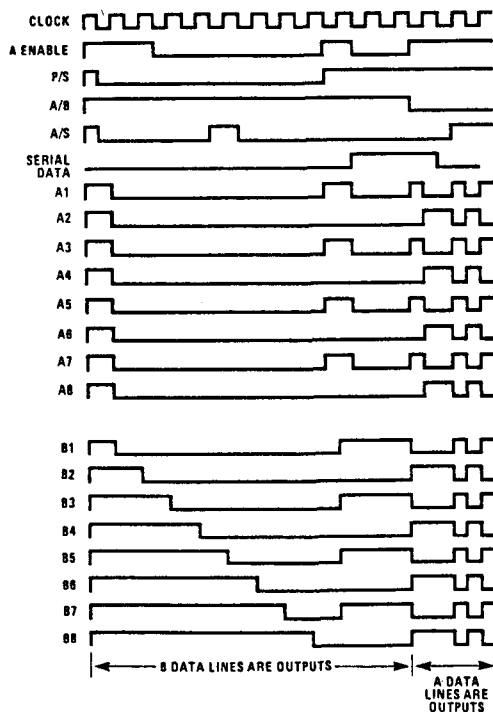 CLOCK
A ENABLE
P/S
A/B
A/S
SERIAL
DATA
A1
A2
A3
A4
A5
A6
A7
A8
B1
B2
B3
B4
B5
B6
B7
B8
B DATA LINES ARE OUTPUTS
A DATA
LINES ARE
OUTPUTS